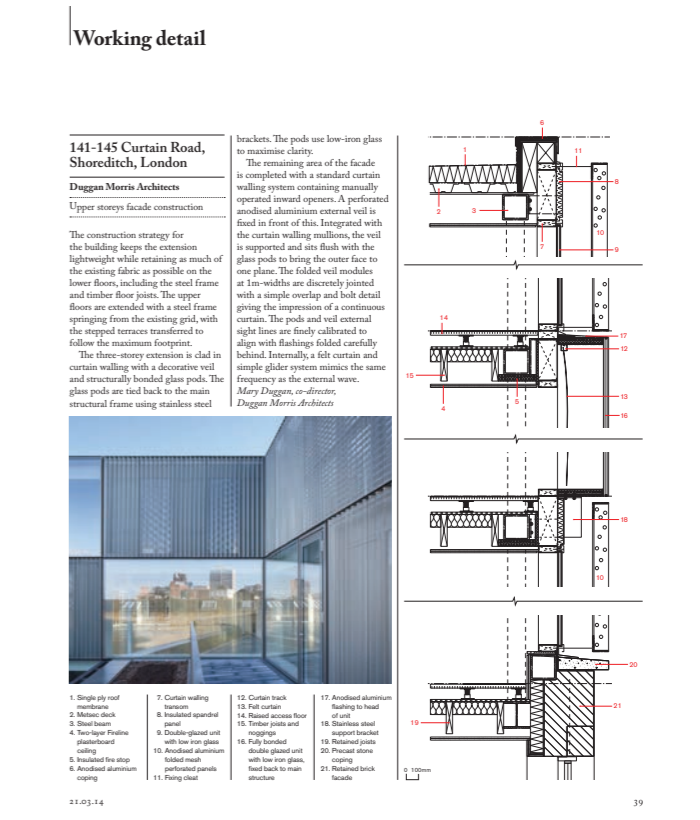 Working detail
141-145 Curtain Road,
Shoreditch, London
Duggan Morris Architects
Upper storeys facade construction
The construction strategy for
the building keeps the extension
lightweight while retaining as much of
the existing fabric as possible on the
lower floors, including the steel frame
and timber floor joists. The upper
floors are extended with a steel frame
springing from the existing grid, with
the stepped terraces transferred to
follow the maximum footprint.
The three-storey extension is clad in
curtain walling with a decorative veil
and structurally bonded glass pods. The
glass pods are tied back to the main
structural frame using stainless steel
brackets. The pods use low-iron glass
to maximise clarity.
The remaining area of the facade
is completed with a standard curtain
walling system containing manually
operated inward openers. A perforated
anodised aluminium external veil is
fixed in front of this. Integrated with
the curtain walling mullions, the veil
is supported and sits flush with the
glass pods to bring the outer face to
one plane. The folded veil modules
at 1m-widths are discretely jointed
with a simple overlap and bolt detail
giving the impression of a continuous
curtain. The pods and veil external
sight lines are finely calibrated to
align with flashings folded carefully
behind. Internally, a felt curtain and
simple glider system mimics the same
frequency as the external wave.
Mary Duggan, co-director,
Duggan Morris Architects
6
1
11
8
2
3
10
9
7
14
17
12
15
13
4
5
16
18
10
20
21
19
0 100mm
1. Single ply roof
membrane
2. Metsec deck
3. Steel beam
4. Two-layer Fireline
plasterboard
ceiling
5. Insulated fire stop
6. Anodised aluminium
coping
7. Curtain walling
transom
8. Insulated spandrel
panel
9. Double-glazed unit
with low iron glass
10. Anodised aluminium
folded mesh
perforated panels
11. Fixing cleat
12. Curtain track
13. Felt curtain
14. Raised access floor
15. Timber joists and
noggings
16. Fully bonded
double glazed unit
with low iron glass,
fixed back to main
structure
17. Anodised aluminium
flashing to head
of unit
18. Stainless steel
support bracket
19. Retained joists
20. Precast stone
coping
21. Retained brick
facade
21.03.14
39